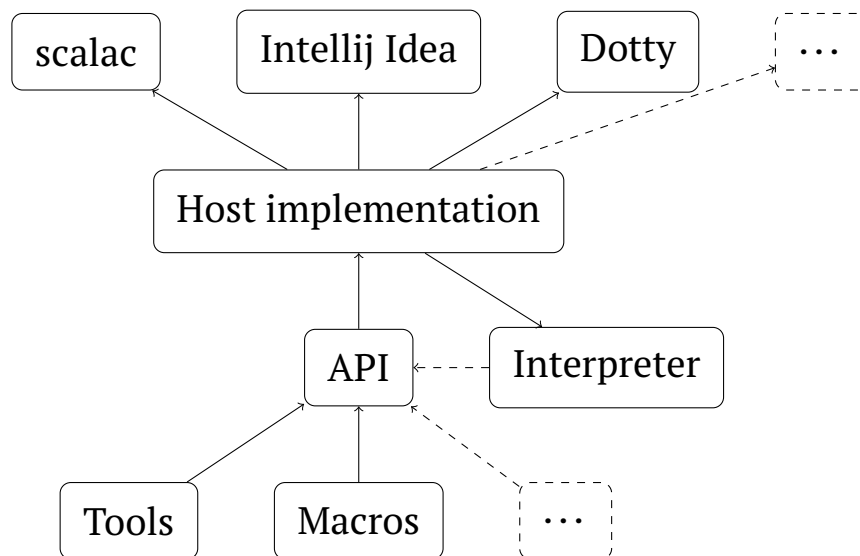 scalac
Intellij Idea
Dotty
...
Host implementation
API
Interpreter
Tools
Macros
...